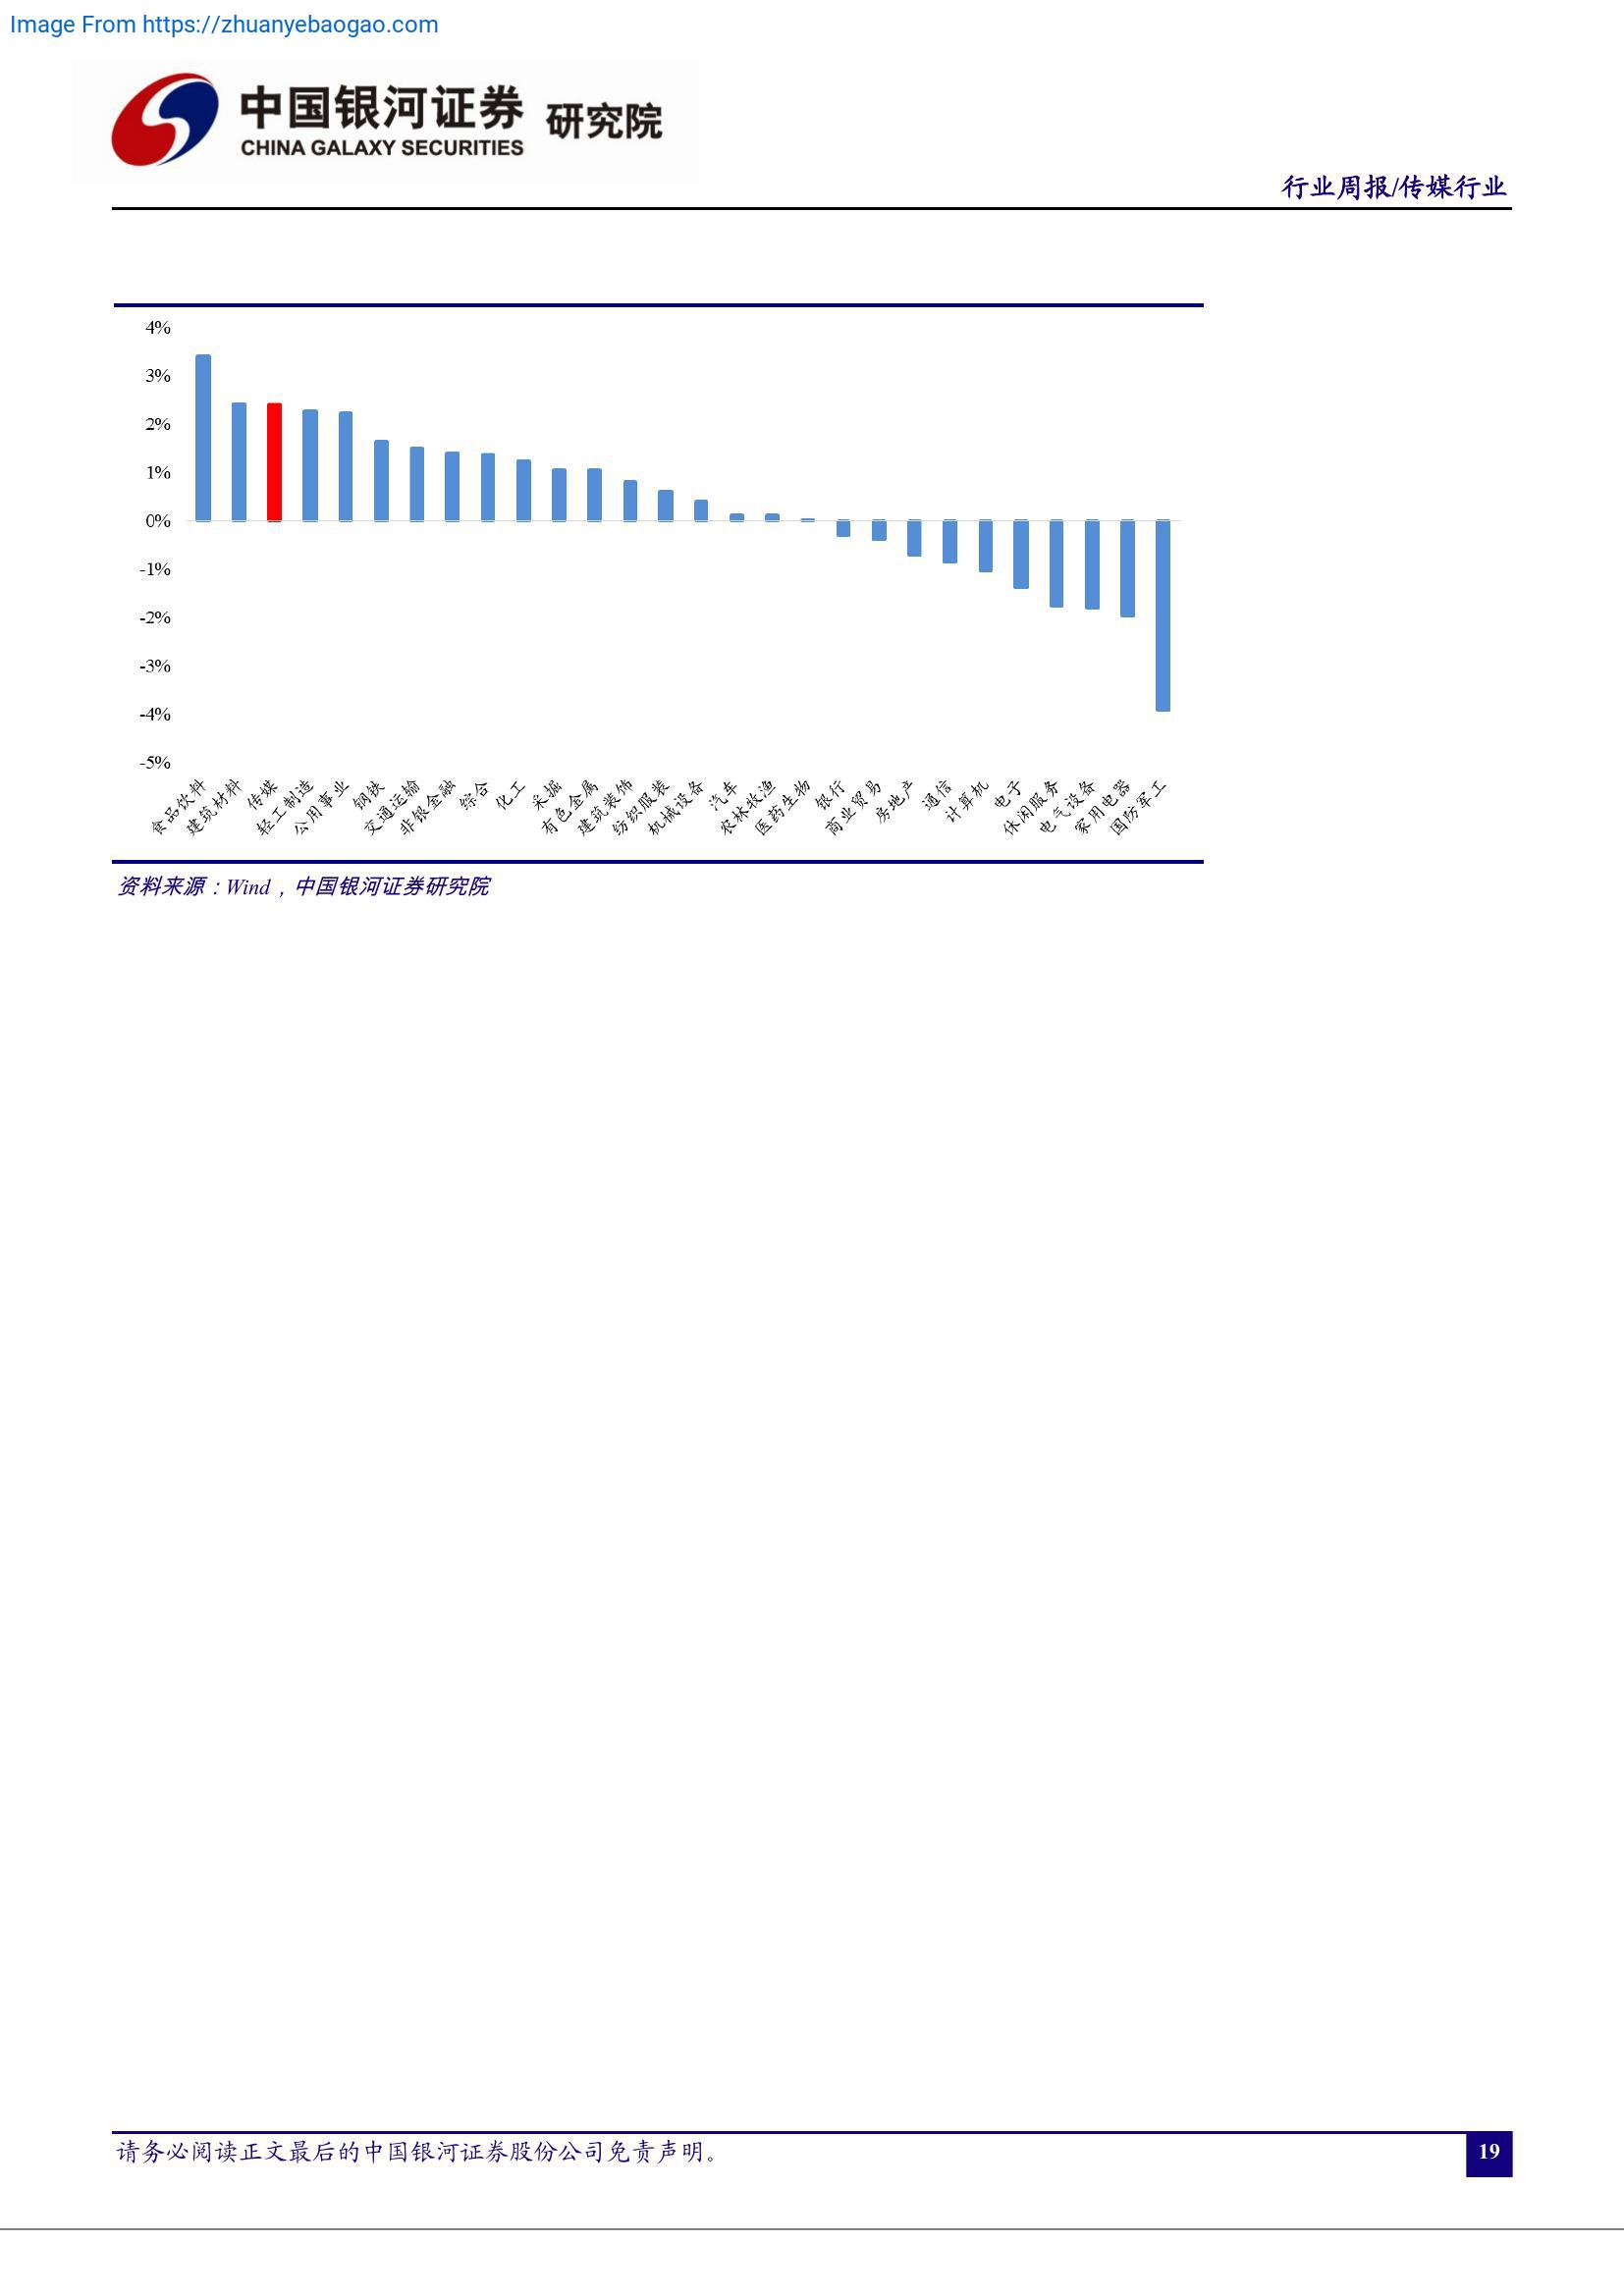 Image From https://zhuanyebaogao.com
中国银河证券 研究院
CHINA GALAXY SECURITIES
行业周报/传媒行业
4%
3%
2%
1%
0%
-1%
-2%
-3%
-4%
-5%
食品饮料
建筑材料
传媒
轻工制造
公用事业
钢铁
交通运输
非银金融
综合
化工
采掘
有色金属
建筑装饰
纺织服装
机械设备
汽车
农林牧渔
医药生物
银行
商业贸易
房地产
通信
计算机
电子
休闲服务
电气设备
家用电器
国防军工
资料来源：Wind，中国银河证券研究院
请务必阅读正文最后的中国银河证券股份公司免责声明。
19